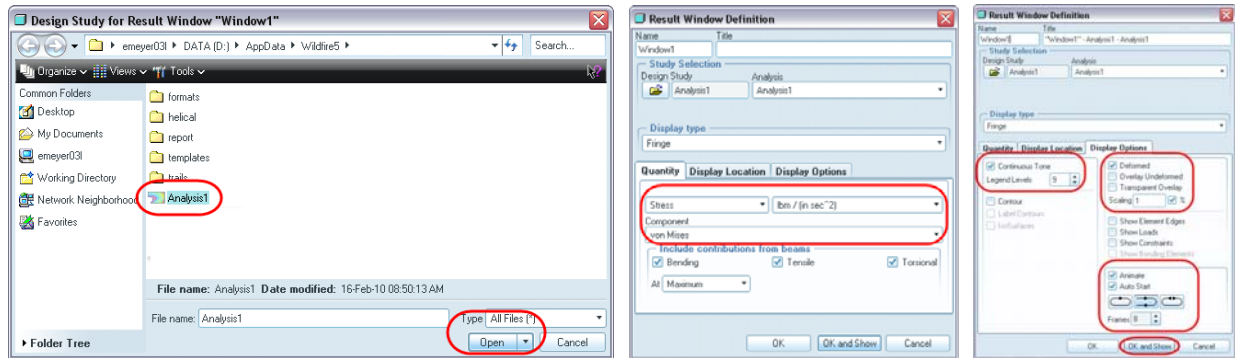 Design Study for Result Window "Window1"
emeyer03l DATA (D:) AppData Wildfire5
Search...
Organize Views Tools
Common Folders
Desktop
My Documents
emeyer03l
Working Directory
Network Neighborhood
Favorites
formats
helical
report
templates
trails
Analysis1
File name: Analysis1 Date modified: 16-Feb-10 08:50:13 AM
File name: Analysis1 Type All Files (*)
Open Cancel
Folder Tree
Result Window Definition
Name Title
Window1
Study Selection
Design Study Analysis
Analysis1 Analysis1
Display type
Fringe
Quantity Display Location Display Options
Stress lbm / (in sec^2)
Component
von Mises
Include contributions from beams
Bending Tensile Torsional
At Maximum
OK OK and Show Cancel
Result Window Definition
Name Title
Window1 "Window1" - Analysis1 - Analysis1
Study Selection
Design Study Analysis
Analysis1 Analysis1
Display type
Fringe
Quantity Display Location Display Options
Continuous Tone
Legend Levels 9
Contour
Label Contours
IsoSurfaces
Deformed
Overlay Undeformed
Transparent Overlay
Scaling 1 %
Show Element Edges
Show Loads
Show Constraints
Show Bonding Elements
Animate
Auto Start
Frames 8
OK OK and Show Cancel